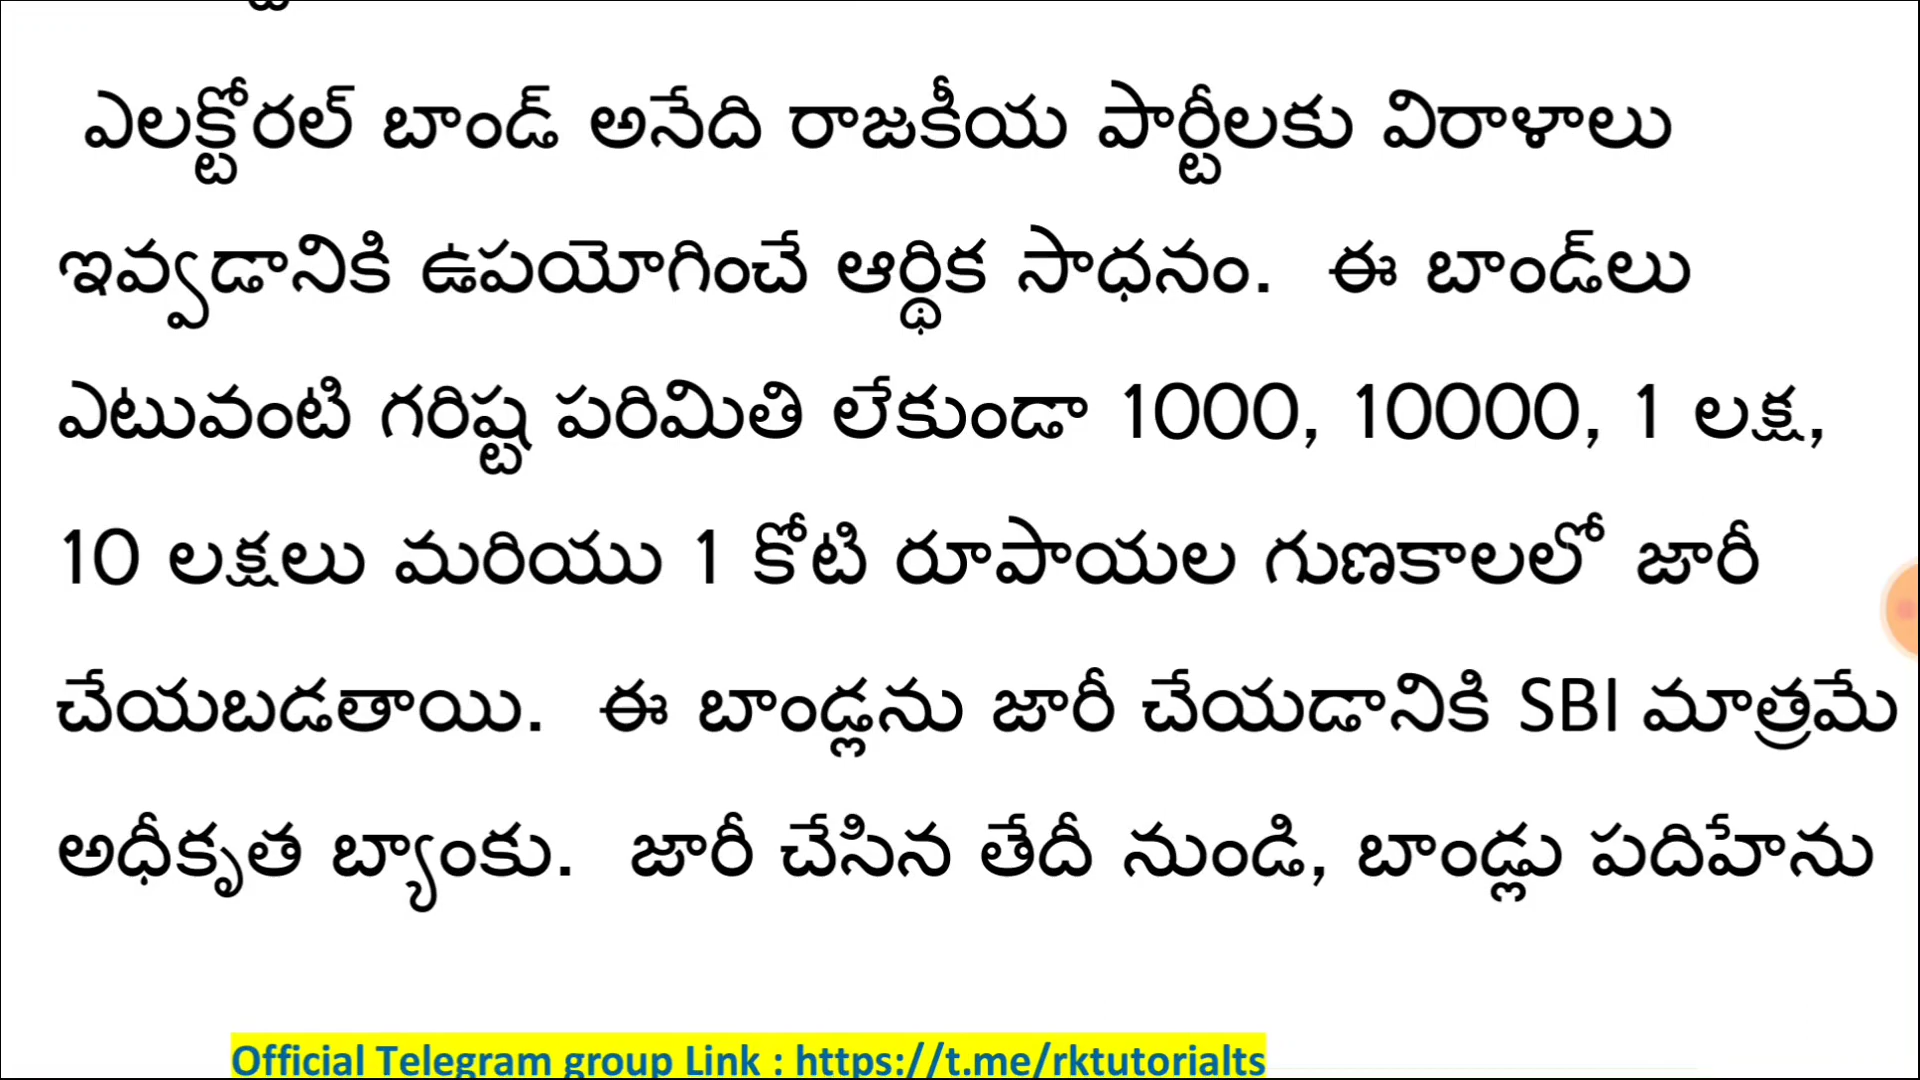 ఎలక్టోరల్ బాండ్ అనేది రాజకీయ పార్టీలకు విరాళాలు
ఇవ్వడానికి ఉపయోగించే ఆర్థిక సాధనం. ఈ బాండ్‌లు
ఎటువంటి గరిష్ట పరిమితి లేకుండా 1000, 10000, 1 లక్ష,
10 లక్షలు మరియు 1 కోటి రూపాయల గుణకాలలో జారీ
చేయబడతాయి. ఈ బాండ్లను జారీ చేయడానికి SBI మాత్రమే
అధీకృత బ్యాంకు. జారీ చేసిన తేదీ నుండి, బాండ్లు పదిహేను
Official Telegram group Link : https://t.me/rktutorialts